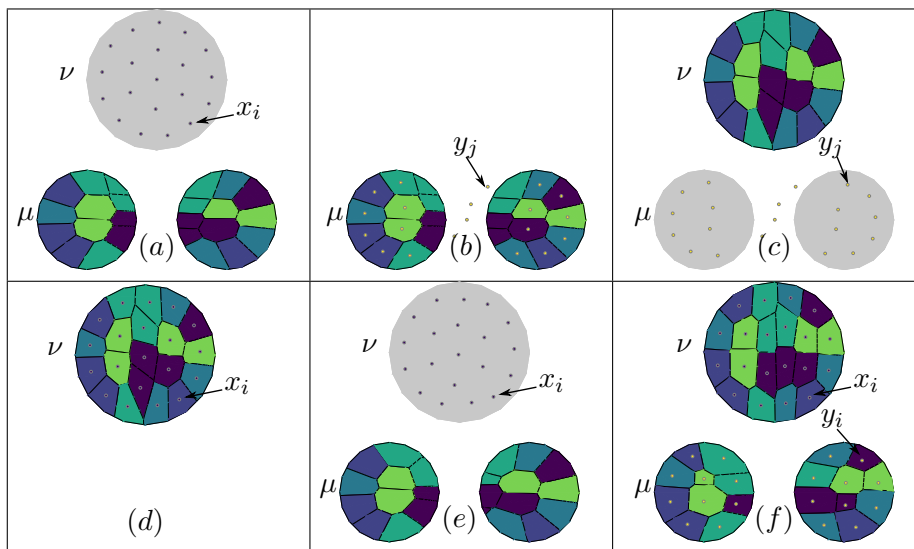 ν
x_i
μ
(a)
y_j
μ
(b)
ν
y_j
μ
(c)
ν
x_i
(d)
ν
x_i
μ
(e)
ν
x_i
y_i
μ
(f)